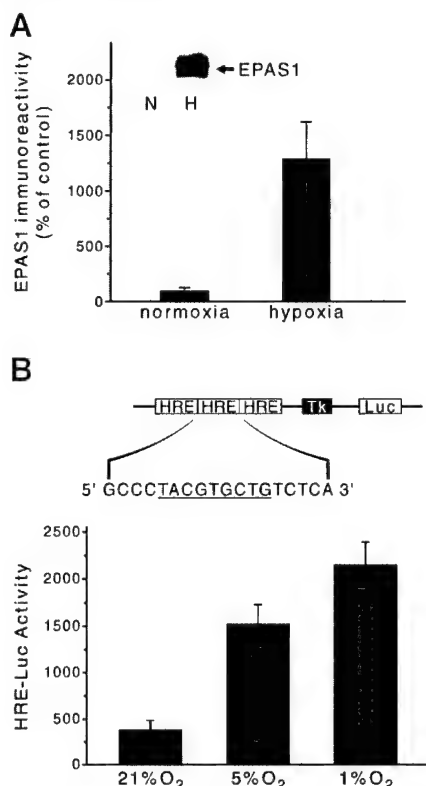 A
EPAS1 immunoreactivity
(% of control)
2000
1500
1000
500
0
EPAS1
N H
normoxia hypoxia
B
HRE HRE HRE Tk Luc
5' GCCCTACGTGCTGTCTCA 3'
HRE-Luc Activity
2500
2000
1500
1000
500
0
21%O₂ 5%O₂ 1%O₂